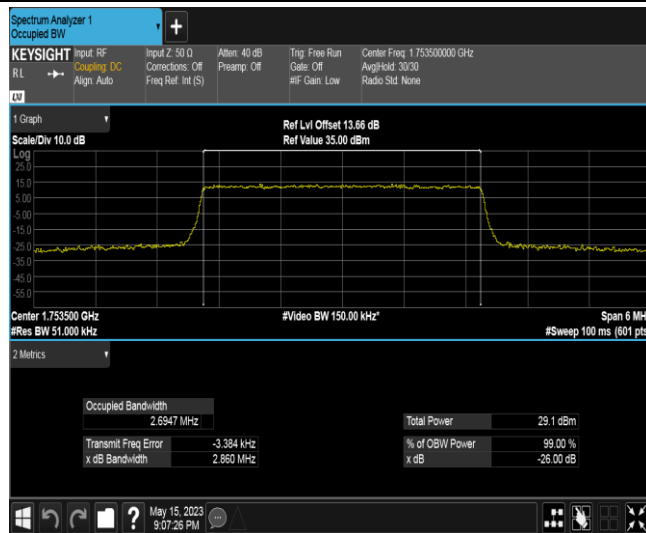 Spectrum Analyzer 1
Occupied BW
+
KEYSIGHT
RL
Input: RF
Coupling: DC
Align: Auto
Input Z: 50 Ω
Corrections: Off
Freq Ref: Int (S)
Atten: 40 dB
Preamp: Off
Trig: Free Run
Gate: Off
#IF Gain: Low
Center Freq: 1.753500000 GHz
Avg|Hold: 30/30
Radio Std: None
1 Graph
Scale/Div 10.0 dB
Ref Lvl Offset 13.66 dB
Ref Value 35.00 dBm
Log
25.0
15.0
5.00
-5.00
-15.0
-25.0
-35.0
-45.0
-55.0
Center 1.753500 GHz
#Res BW 51.000 kHz
#Video BW 150.00 kHz*
Span 6 MH
#Sweep 100 ms (601 pts
2 Metrics
Occupied Bandwidth
2.6947 MHz
Transmit Freq Error -3.384 kHz
x dB Bandwidth 2.860 MHz
Total Power 29.1 dBm
% of OBW Power 99.00 %
x dB -26.00 dB
?
May 15, 2023
9:07:26 PM